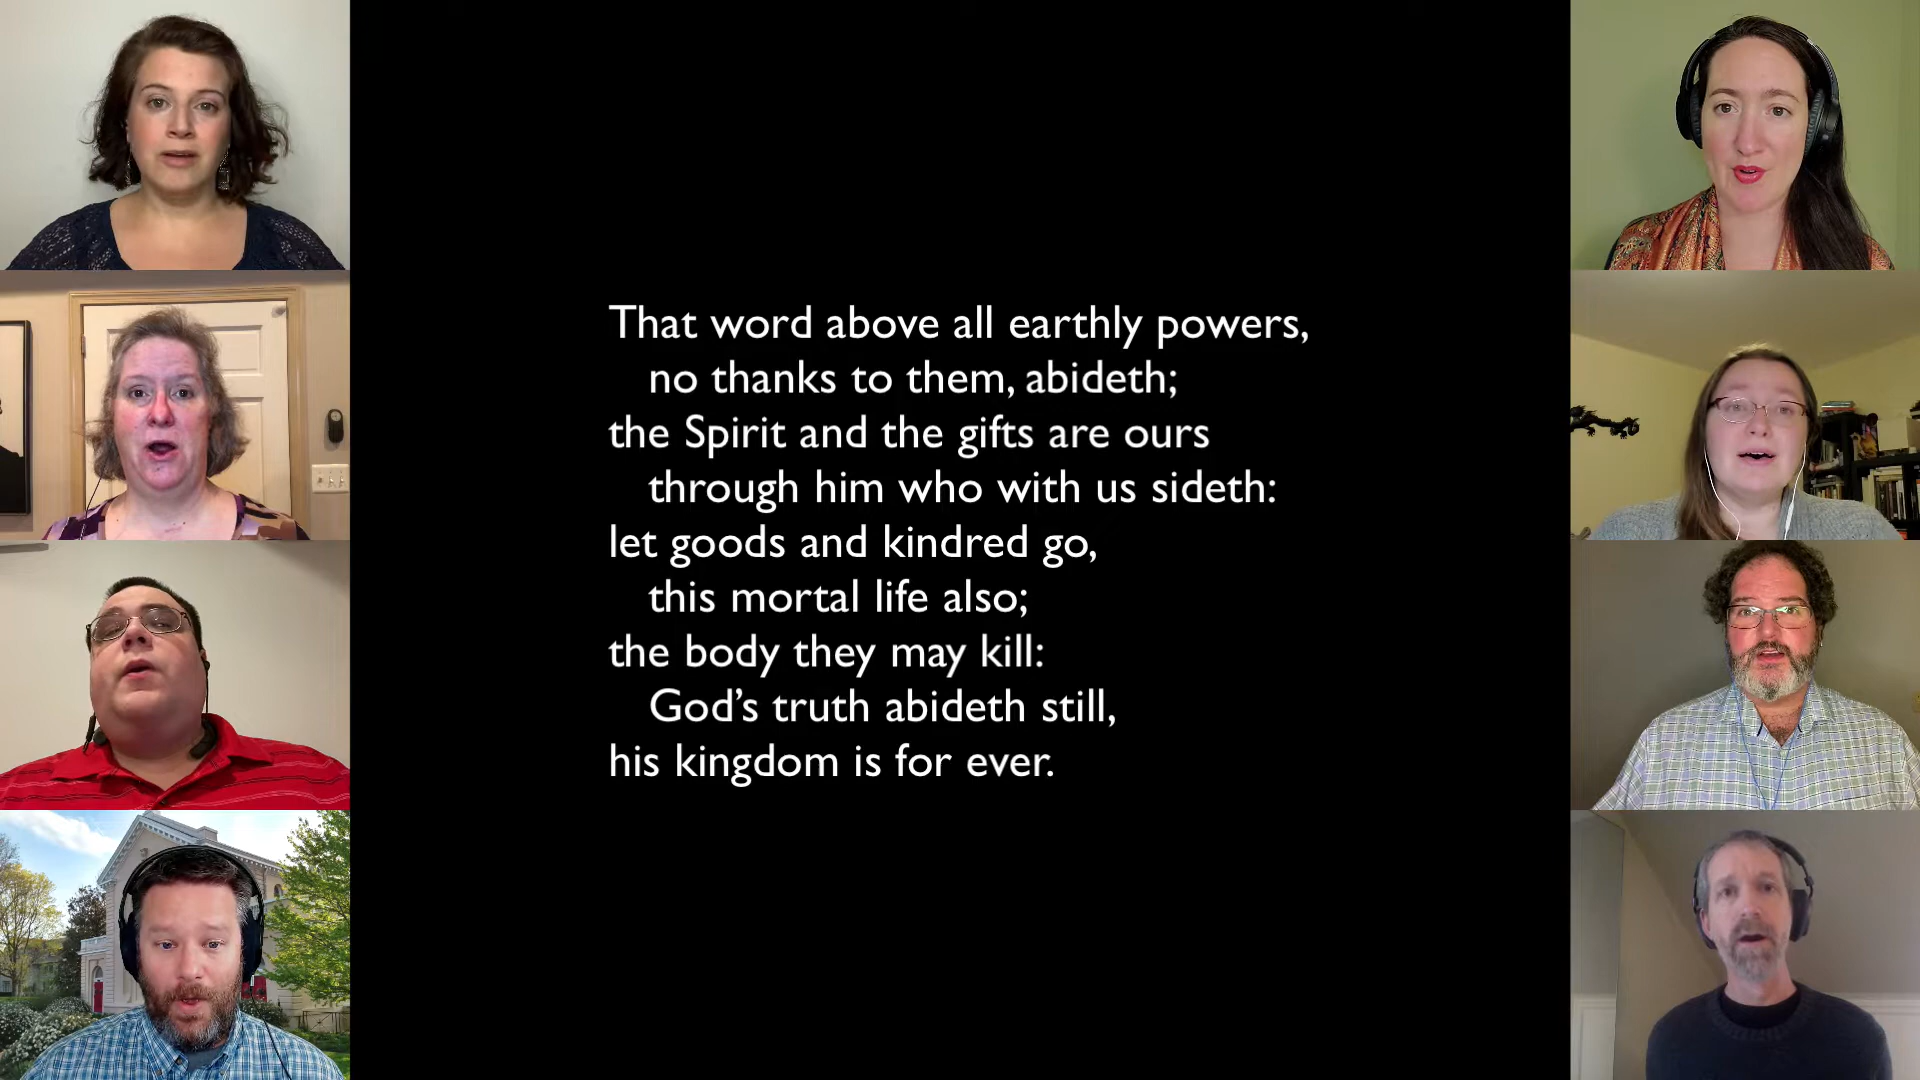 That word above all earthly powers,
no thanks to them, abideth;
the Spirit and the gifts are ours
through him who with us sideth:
let goods and kindred go,
this mortal life also;
the body they may kill:
God’s truth abideth still,
his kingdom is for ever.